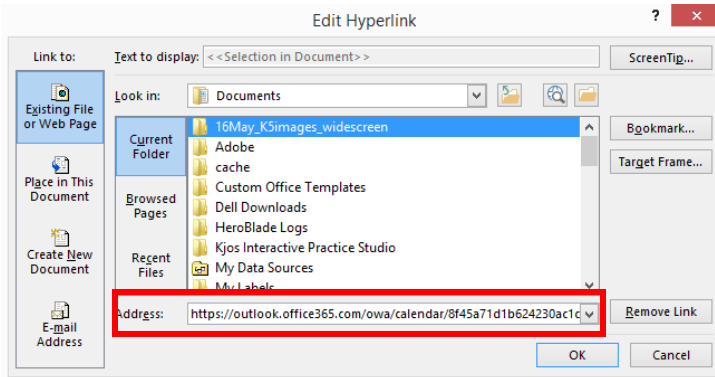 Edit Hyperlink
? ×
Link to:
Text to display: <<Selection in Document>>
ScreenTip...
Existing File
or Web Page
Look in: Documents
Current
Folder
16May_K5images_widescreen
Adobe
cache
Custom Office Templates
Dell Downloads
HeroBlade Logs
Kjos Interactive Practice Studio
My Data Sources
My Labels
Bookmark...
Target Frame...
Place in This
Document
Browsed
Pages
Create New
Document
Recent
Files
E-mail
Address
Address: https://outlook.office365.com/owa/calendar/8f45a71d1b624230ac1c
Remove Link
OK
Cancel